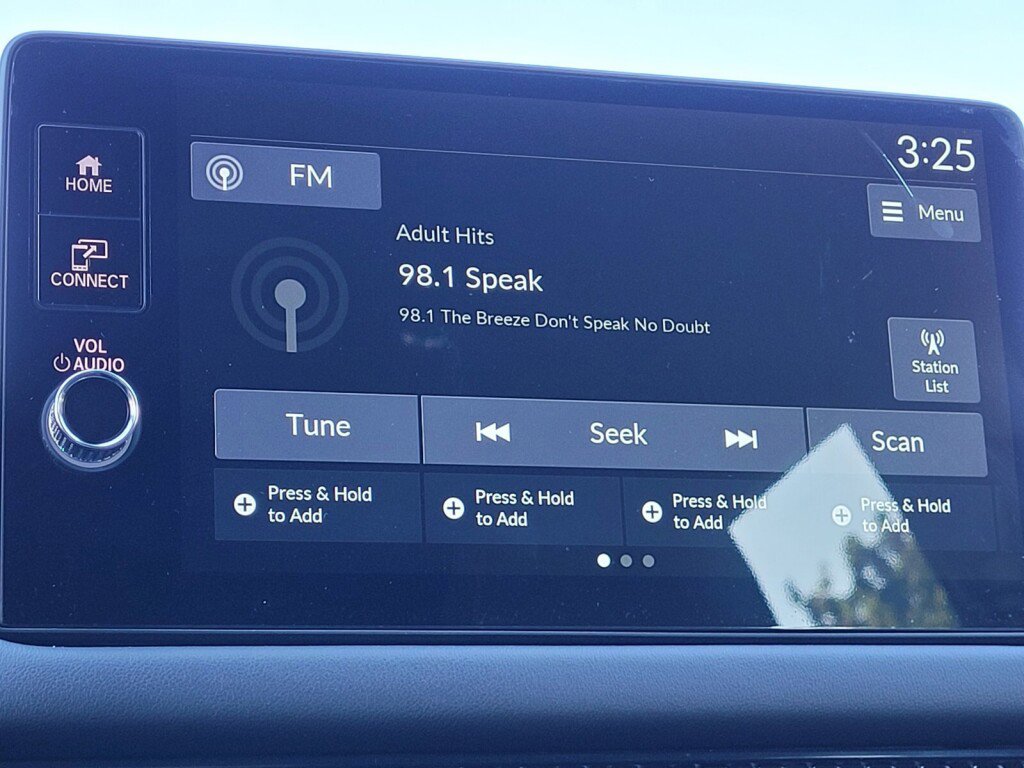 3:25
HOME
FM
Menu
Adult Hits
CONNECT
98.1 Speak
98.1 The Breeze Don't Speak No Doubt
VOL
AUDIO
Station
List
Tune
Seek
Scan
Press & Hold
to Add
Press & Hold
to Add
Press & Hold
to Add
Press & Hold
to Add